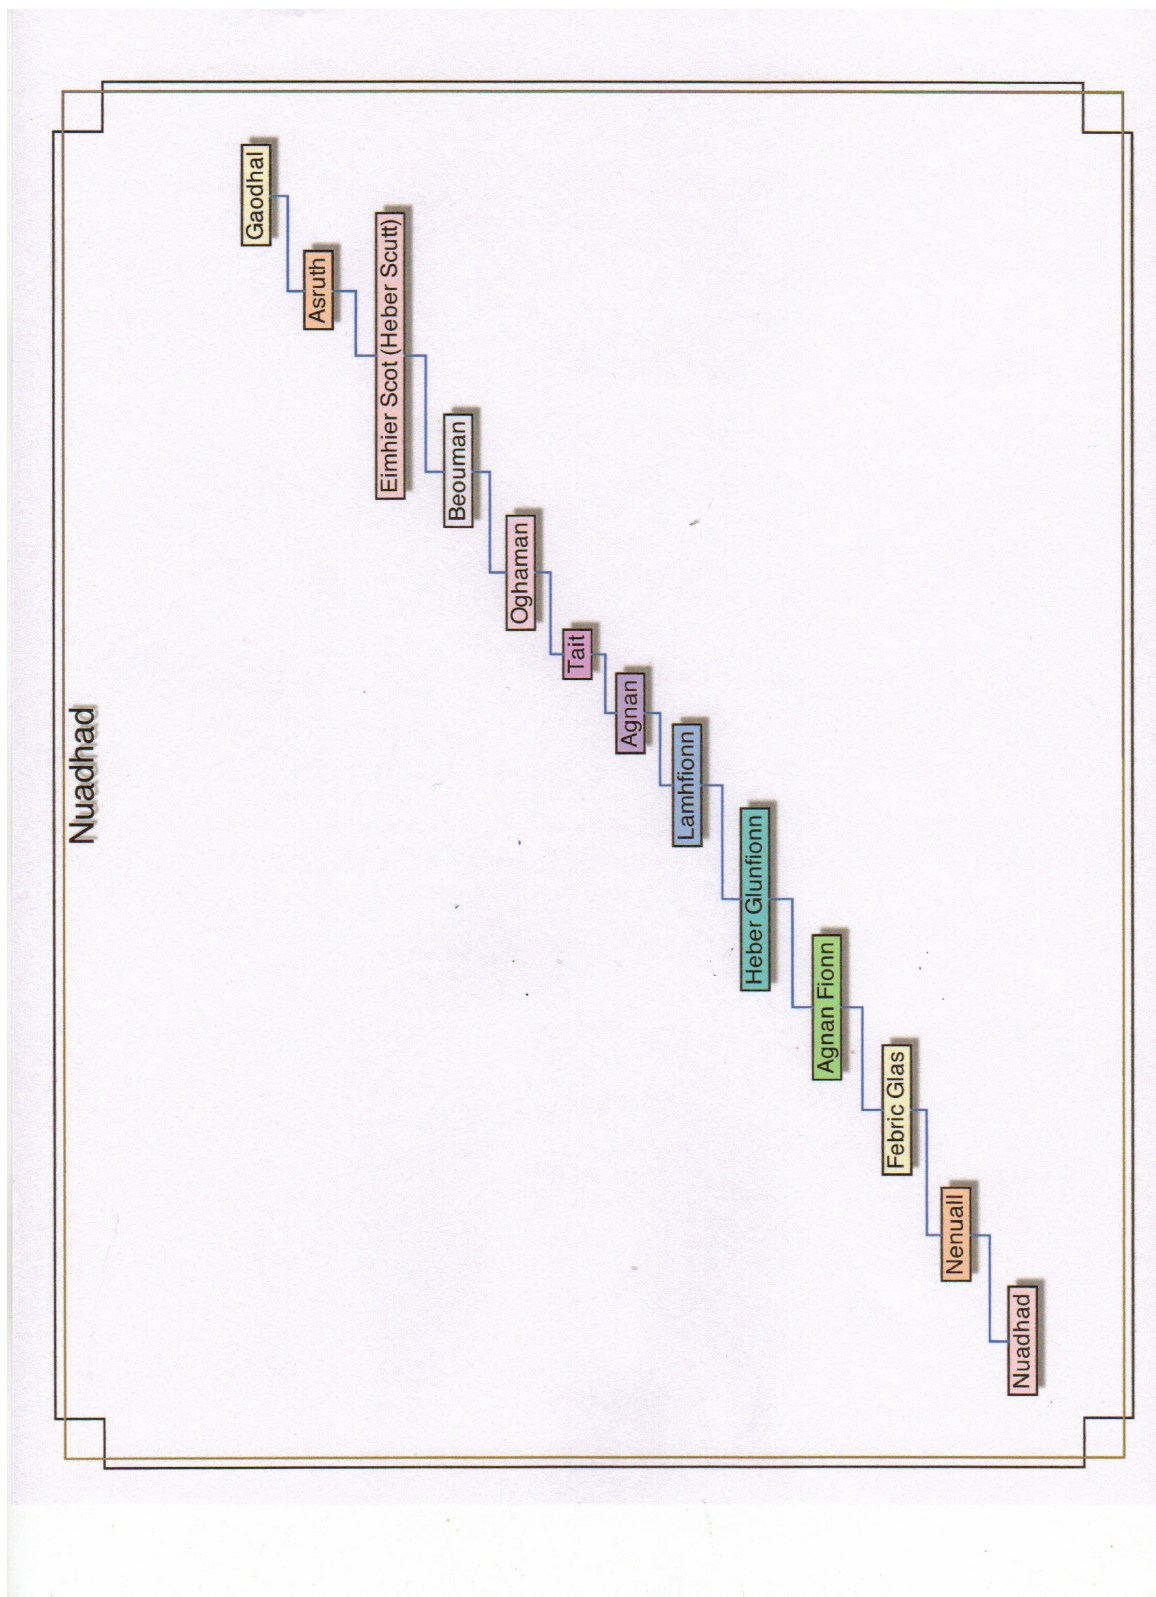 Nuadhad
Gaodhal
Asruth
Eimhier Scot (Heber Scutt)
Beouman
Oghaman
Tait
Agnan
Lamhfionn
Heber Glunfionn
Agnan Fionn
Febric Glas
Nenuall
Nuadhad